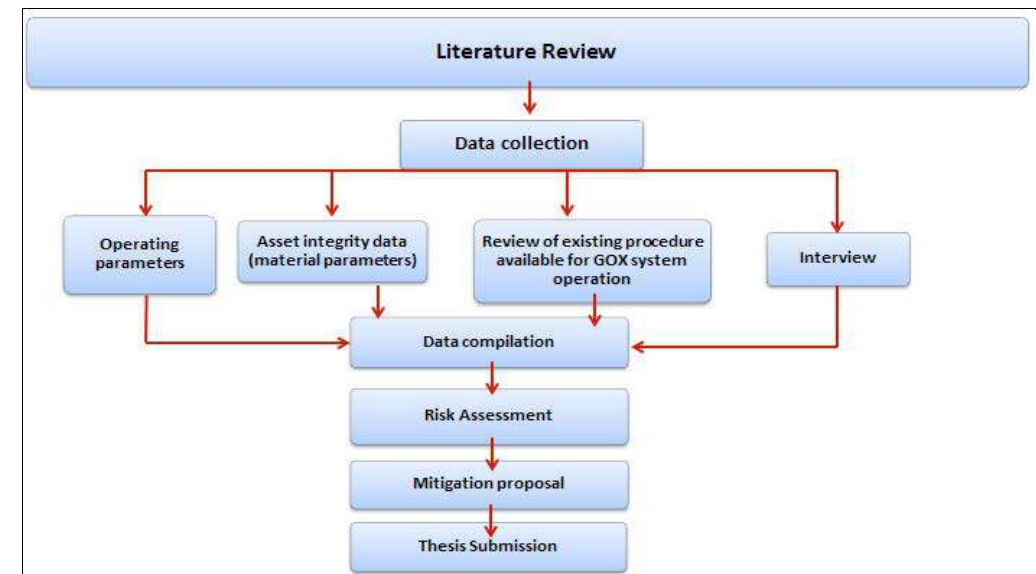 Literature Review
Data collection
Operating
parameters
Asset integrity data
(material parameters)
Review of existing procedure
available for GOX system
operation
Interview
Data compilation
Risk Assessment
Mitigation proposal
Thesis Submission